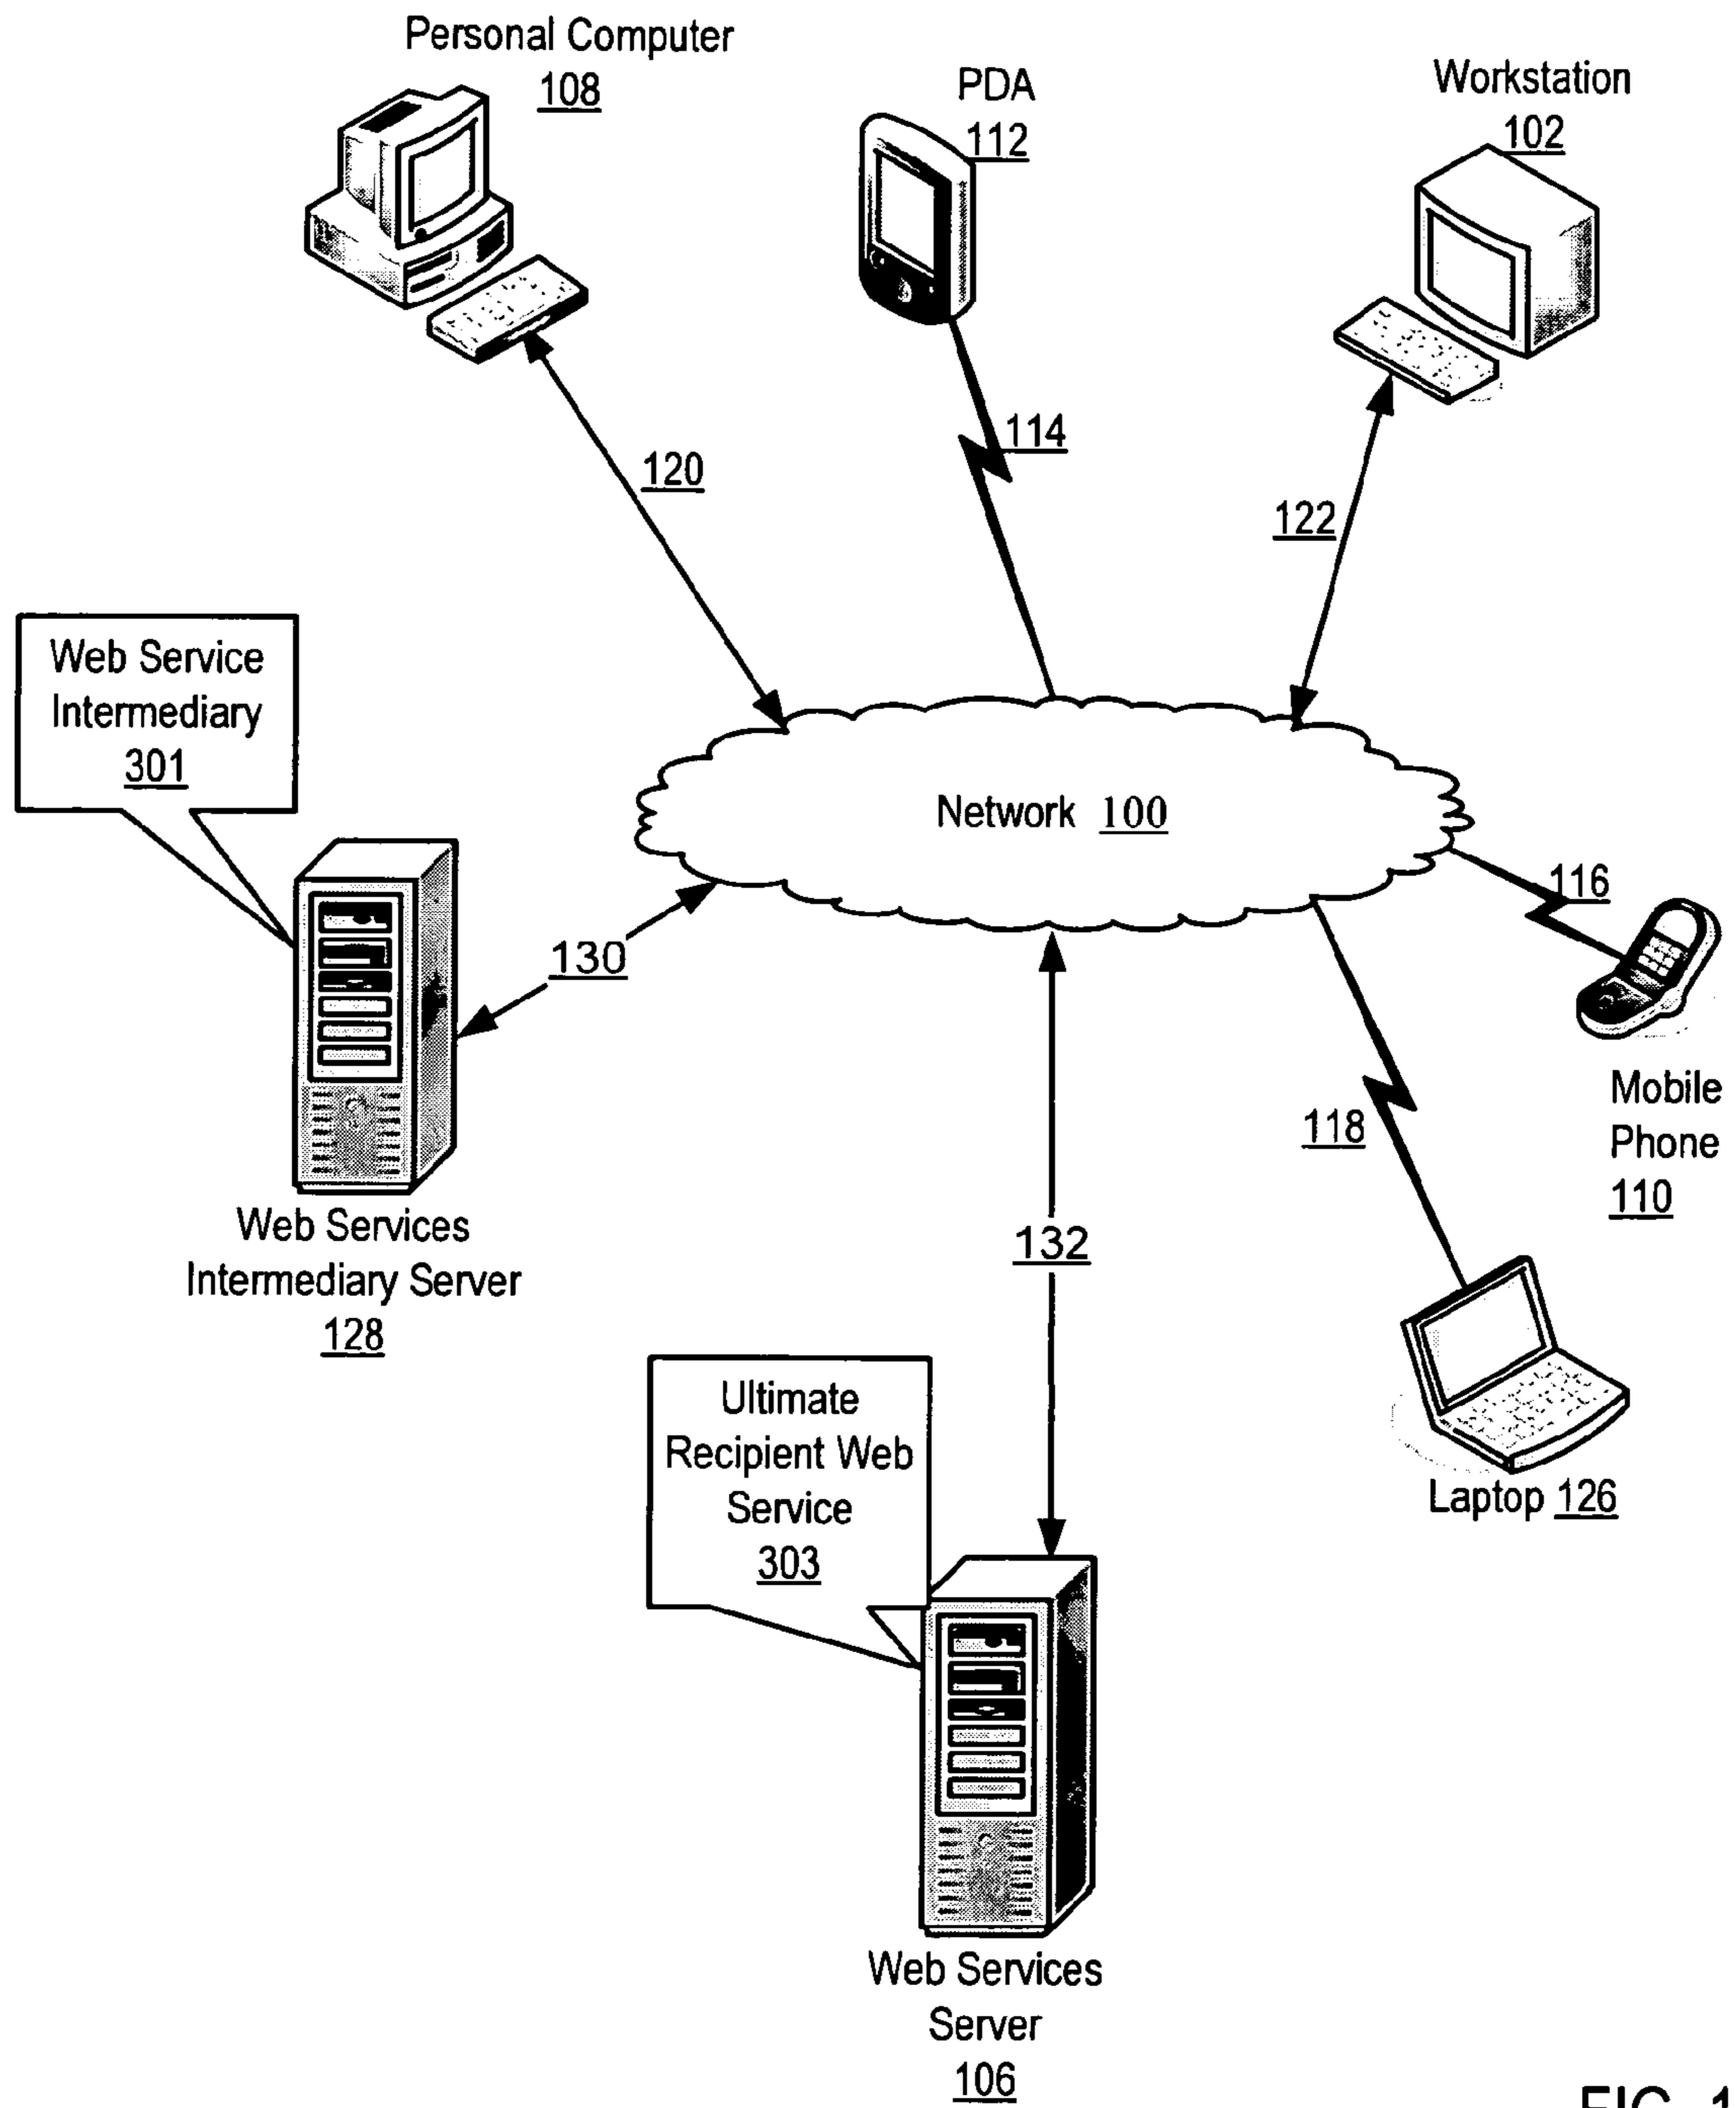 Personal Computer
108
PDA
112
Workstation
102
120
114
122
Web Service
Intermediary
301
Network 100
116
130
Mobile
Phone
110
118
132
Web Services
Intermediary Server
128
Ultimate
Recipient Web
Service
303
Laptop 126
Web Services
Server
106
FIG. 1